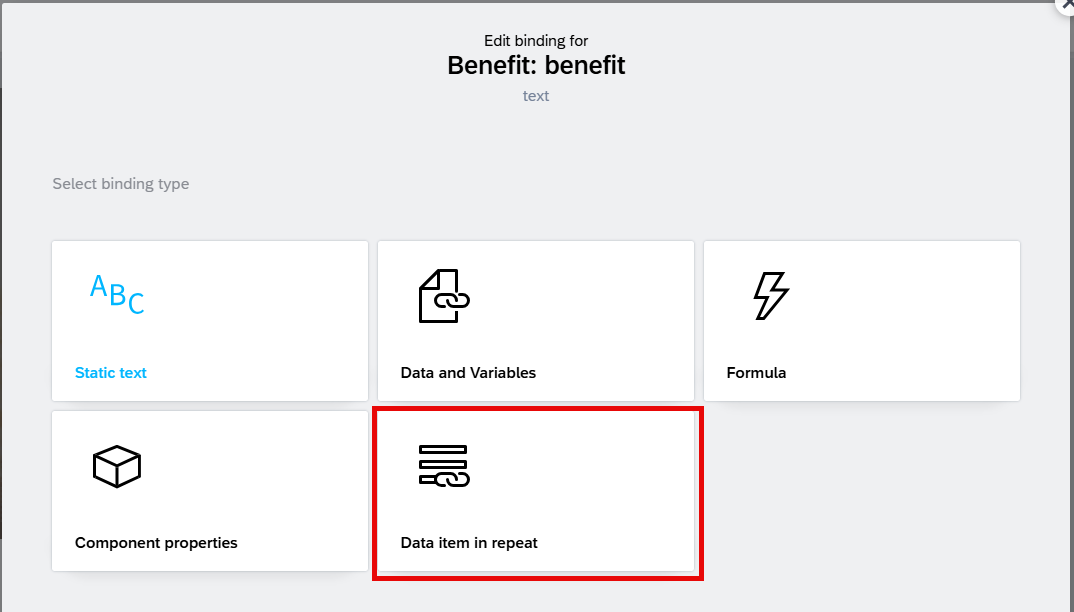 Edit binding for
Benefit: benefit
text
Select binding type
ABC
Static text
Data and Variables
Formula
Component properties
Data item in repeat